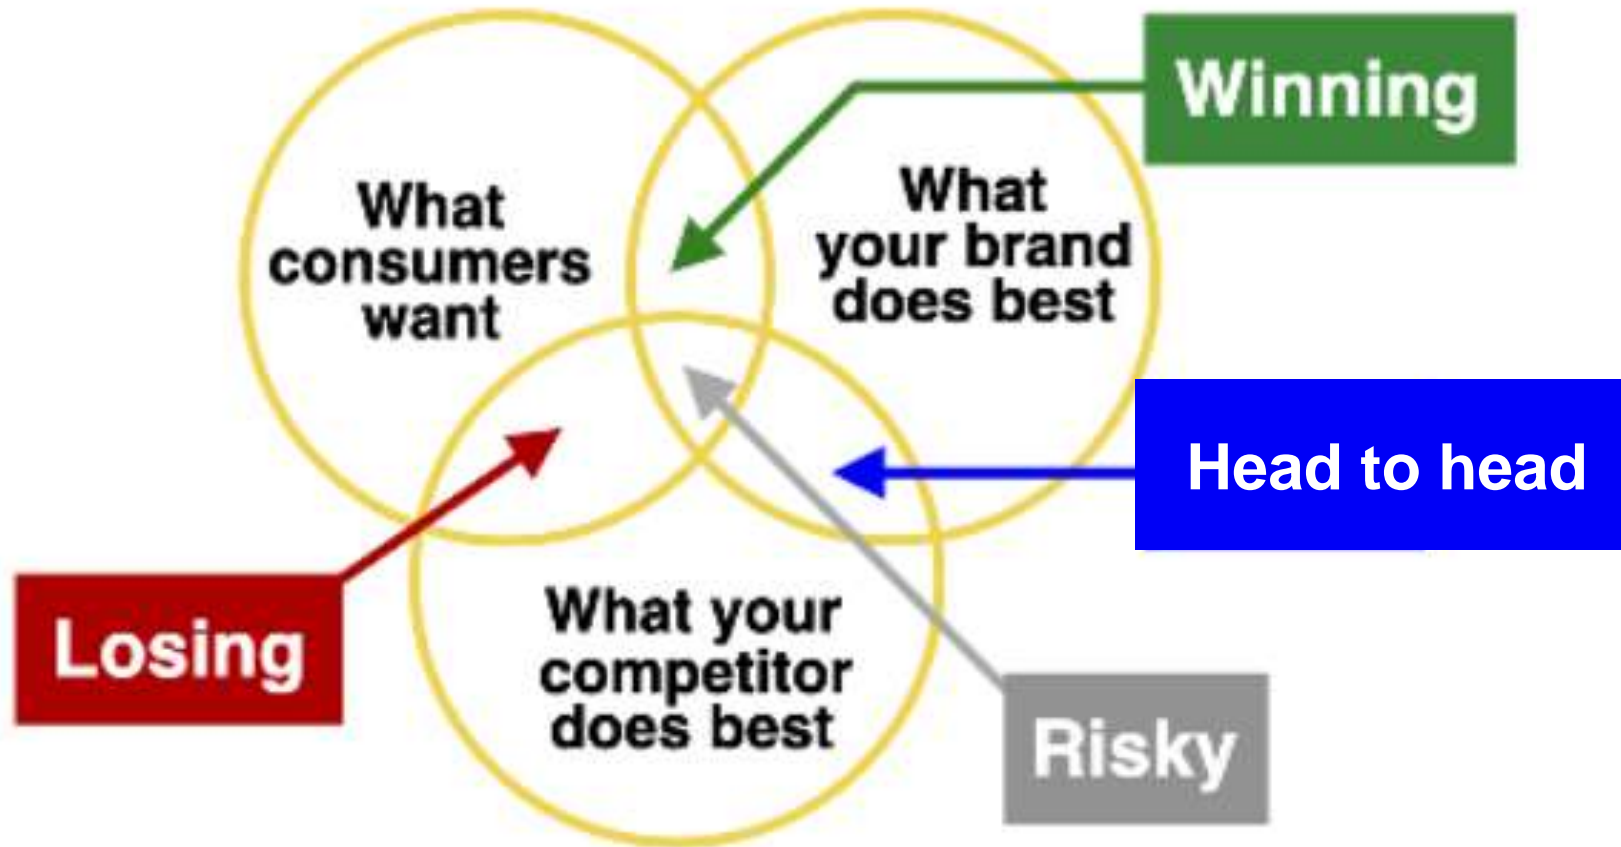 Winning
What
consumers
want
What
your brand
does best
Head to head
Losing
What your
competitor
does best
Risky